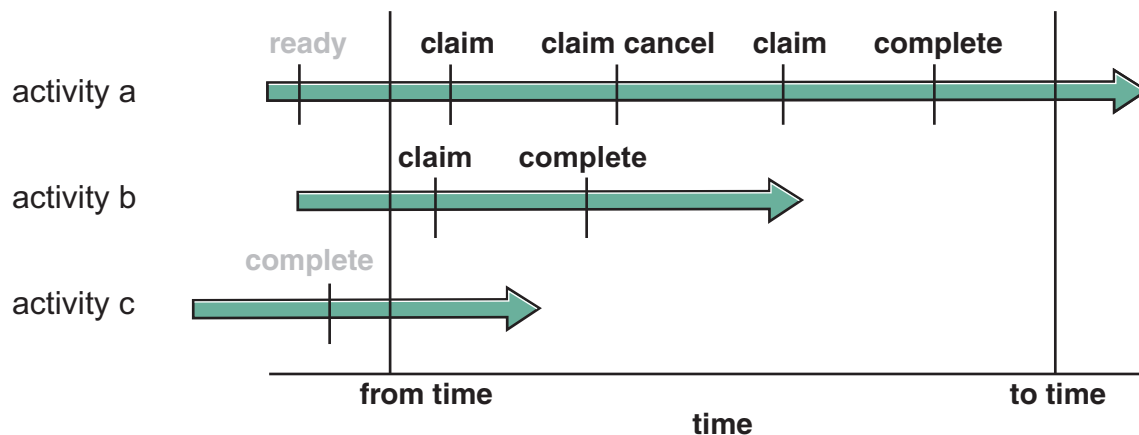 ready claim claim cancel claim complete
activity a
claim complete
activity b
complete
activity c
from time to time
time